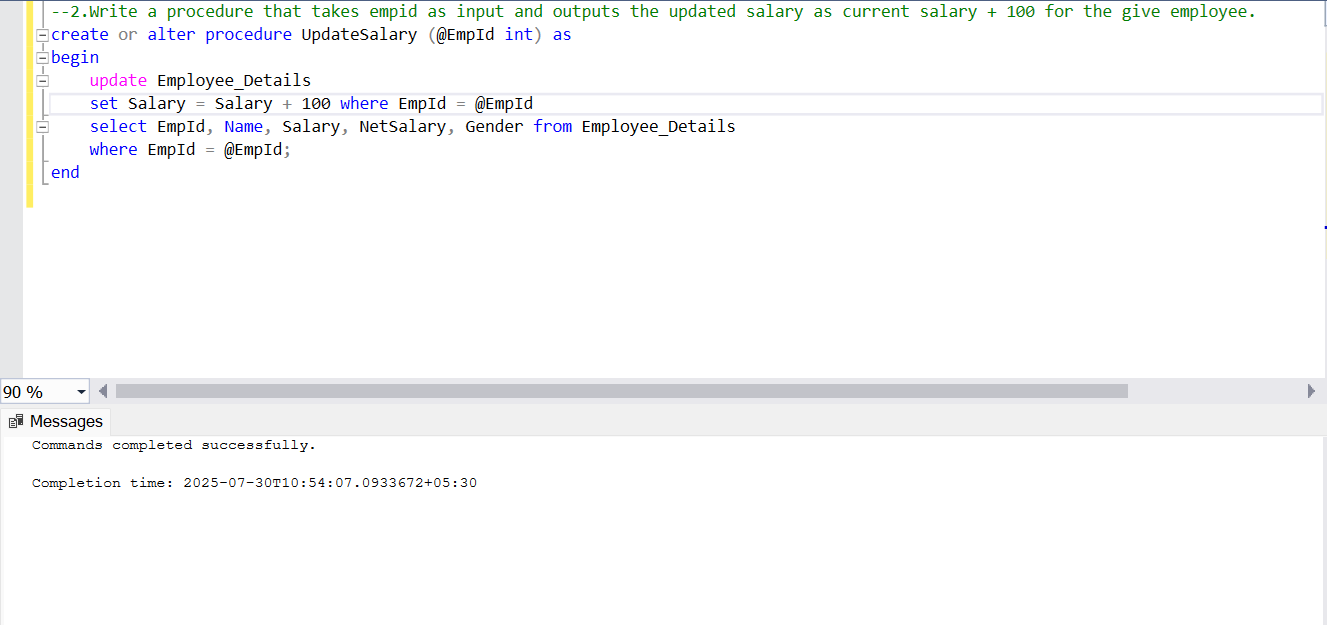 --2.Write a procedure that takes empid as input and outputs the updated salary as current salary + 100 for the give employee.
create or alter procedure UpdateSalary (@EmpId int) as
begin
    update Employee_Details
    set Salary = Salary + 100 where EmpId = @EmpId
    select EmpId, Name, Salary, NetSalary, Gender from Employee_Details
    where EmpId = @EmpId;
end
90 %
Messages
Commands completed successfully.
Completion time: 2025-07-30T10:54:07.0933672+05:30